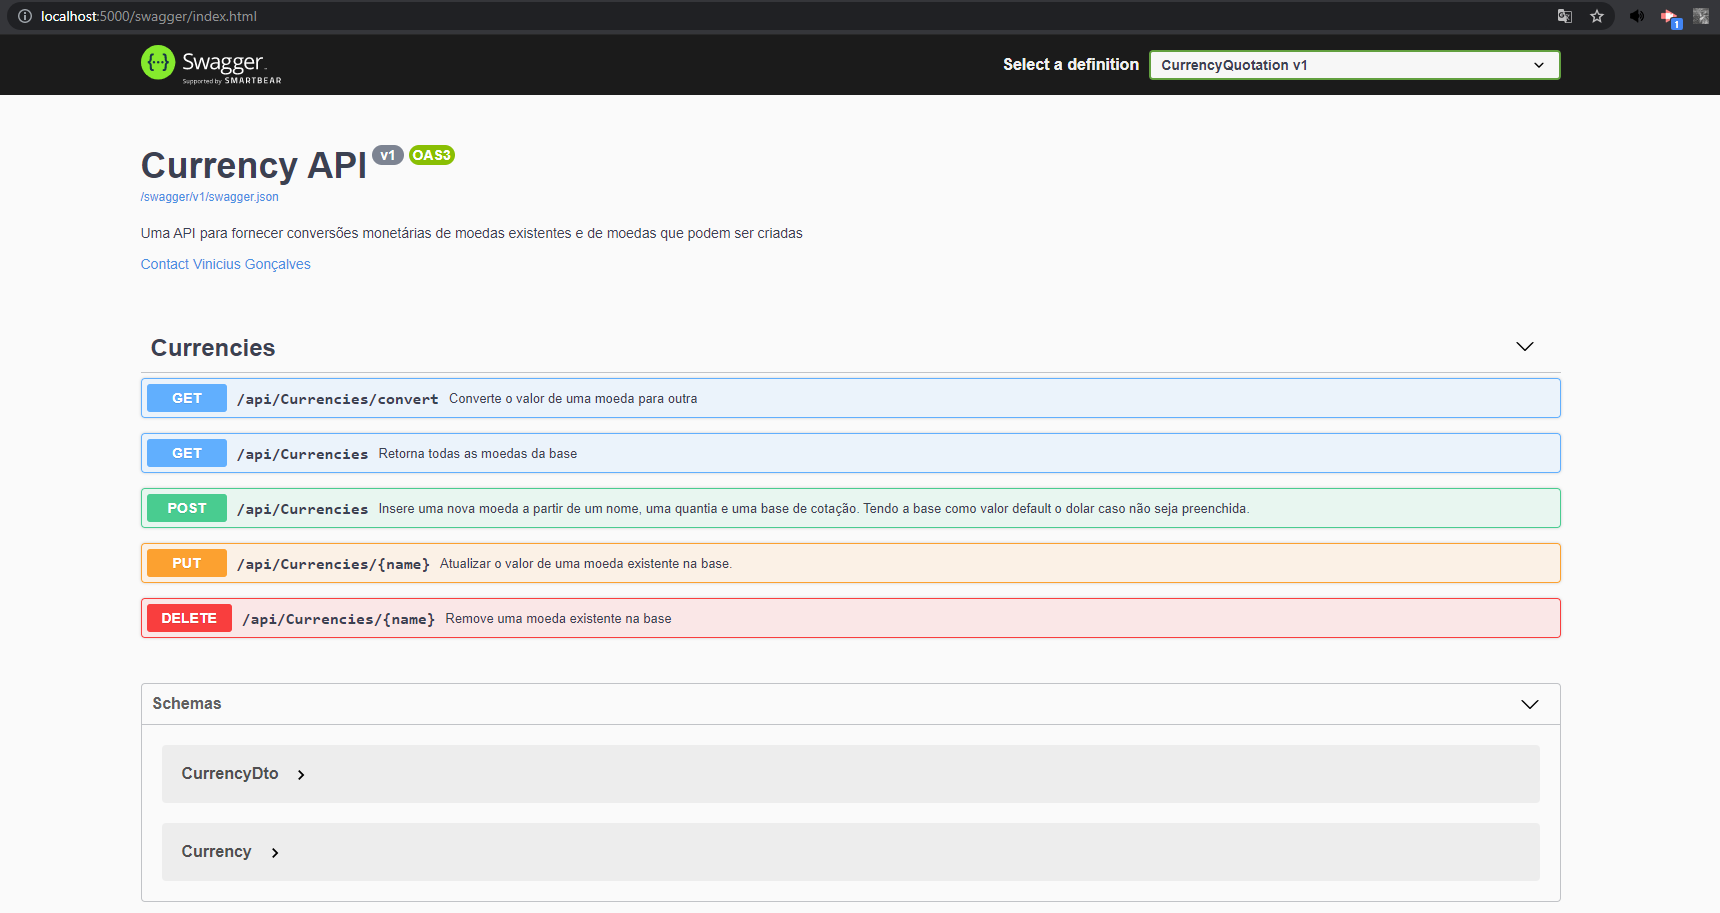 localhost:5000/swagger/index.html
1
Swagger
Supported by SMARTBEAR
Select a definition
CurrencyQuotation v1
Currency API v1 OAS3
/swagger/v1/swagger.json
Uma API para fornecer conversões monetárias de moedas existentes e de moedas que podem ser criadas
Contact Vinicius Gonçalves
Currencies
GET /api/Currencies/convert Converte o valor de uma moeda para outra
GET /api/Currencies Retorna todas as moedas da base
POST /api/Currencies Insere uma nova moeda a partir de um nome, uma quantia e uma base de cotação. Tendo a base como valor default o dolar caso não seja preenchida.
PUT /api/Currencies/{name} Atualizar o valor de uma moeda existente na base.
DELETE /api/Currencies/{name} Remove uma moeda existente na base
Schemas
CurrencyDto
Currency